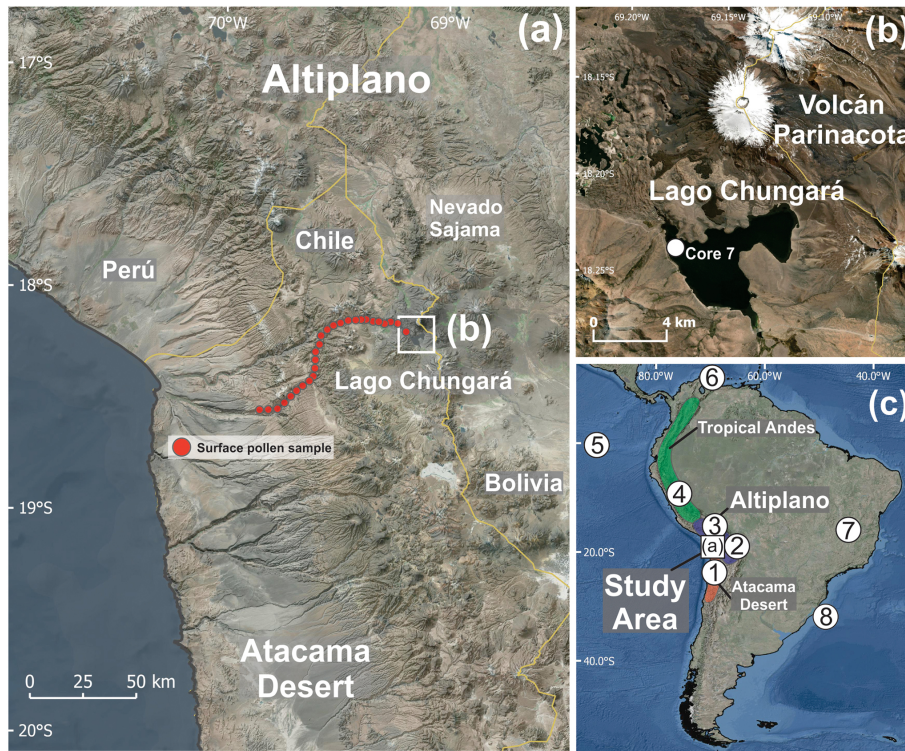 70°W
69°W
(a)
17°S
Altiplano
Nevado
Sajama
Chile
Perú
18°S
(b)
Lago Chungará
Surface pollen sample
Bolivia
19°S
Atacama
Desert
0 25 50 km
20°S
69.20°W
69.15°W
69.10°W
(b)
18.15°S
Volcán
Parinacota
18.20°S
Lago Chungará
Core 7
18.25°S
0 4 km
80.0°W
60.0°W
40.0°W
6
(c)
Tropical Andes
5
4
Altiplano
3
7
20.0°S
a
2
1
Study
Area
Atacama
Desert
8
40.0°S